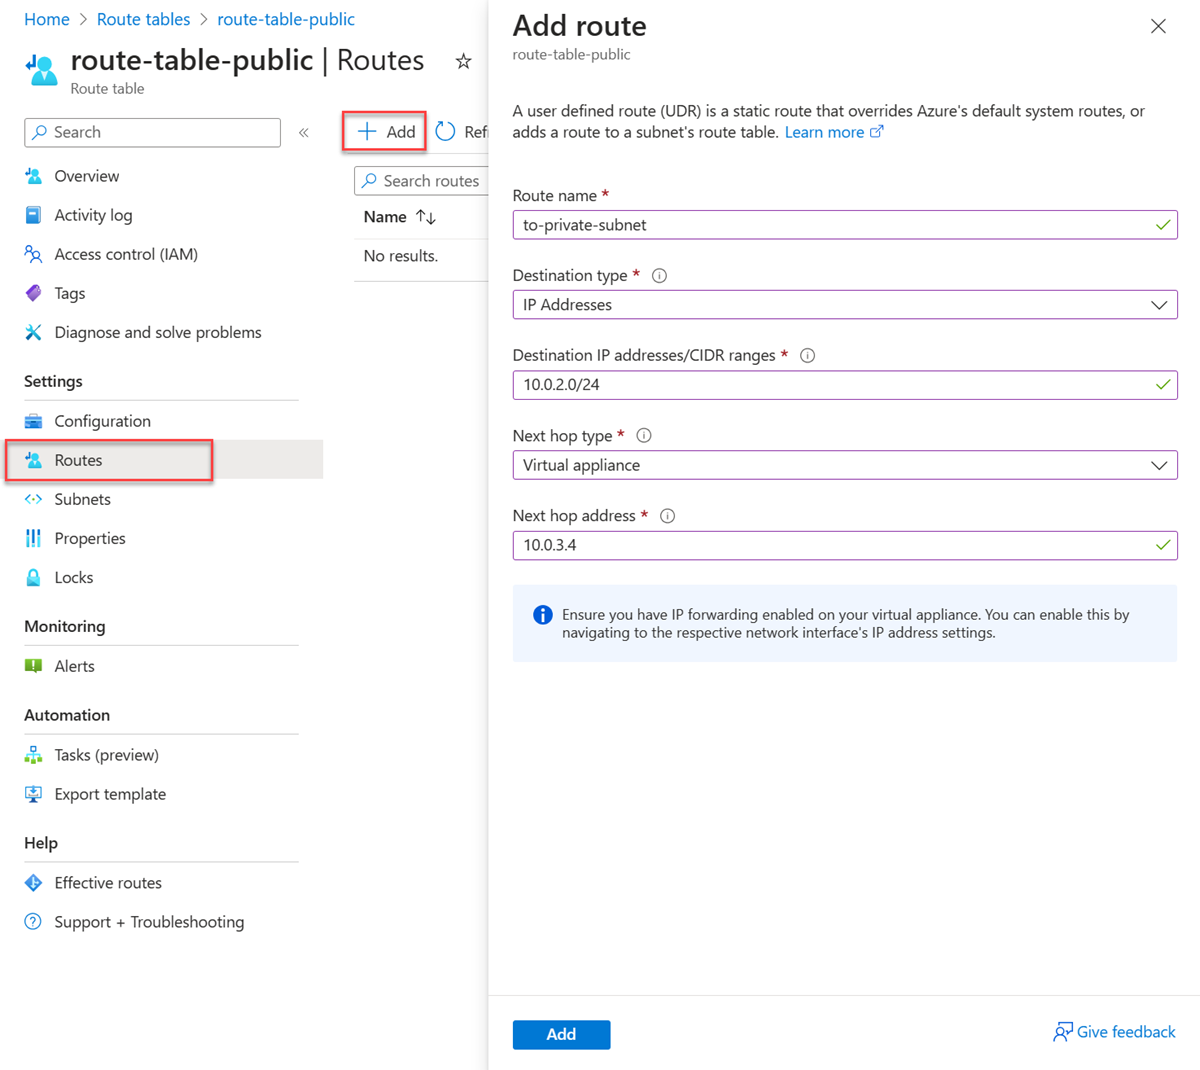 Home > Route tables > route-table-public
route-table-public | Routes
Route table
Search
«
Overview
Activity log
Access control (IAM)
Tags
Diagnose and solve problems
Settings
Configuration
Routes
Subnets
Properties
Locks
Monitoring
Alerts
Automation
Tasks (preview)
Export template
Help
Effective routes
Support + Troubleshooting
+ Add
Ref
Search routes
Name ↑↓
No results.
Add route
route-table-public
A user defined route (UDR) is a static route that overrides Azure's default system routes, or
adds a route to a subnet's route table. Learn more
Route name *
to-private-subnet
Destination type *
IP Addresses
Destination IP addresses/CIDR ranges *
10.0.2.0/24
Next hop type *
Virtual appliance
Next hop address *
10.0.3.4
Ensure you have IP forwarding enabled on your virtual appliance. You can enable this by
navigating to the respective network interface's IP address settings.
Add
Give feedback